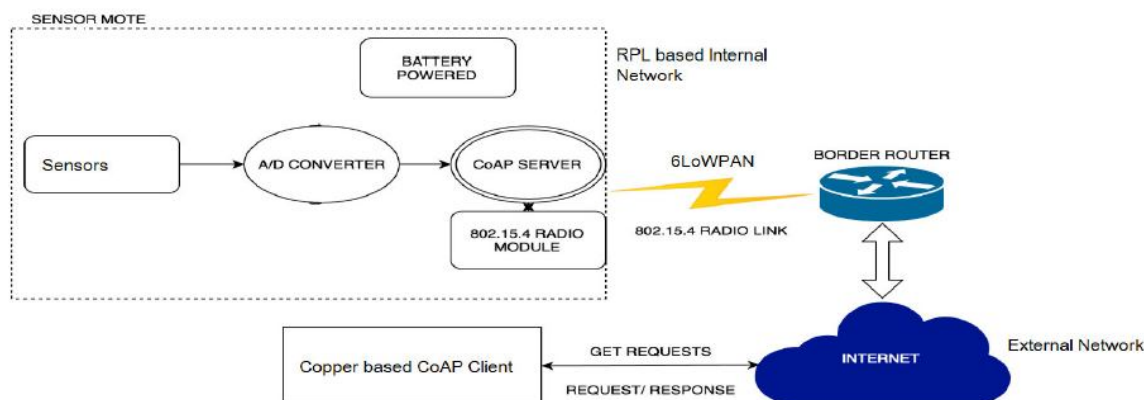 SENSOR MOTE
BATTERY
POWERED
RPL based Internal
Network
Sensors
A/D CONVERTER
CoAP SERVER
6LoWPAN
BORDER ROUTER
802.15.4 RADIO
MODULE
802.15.4 RADIO LINK
Copper based CoAP Client
GET REQUESTS
REQUEST/ RESPONSE
INTERNET
External Network